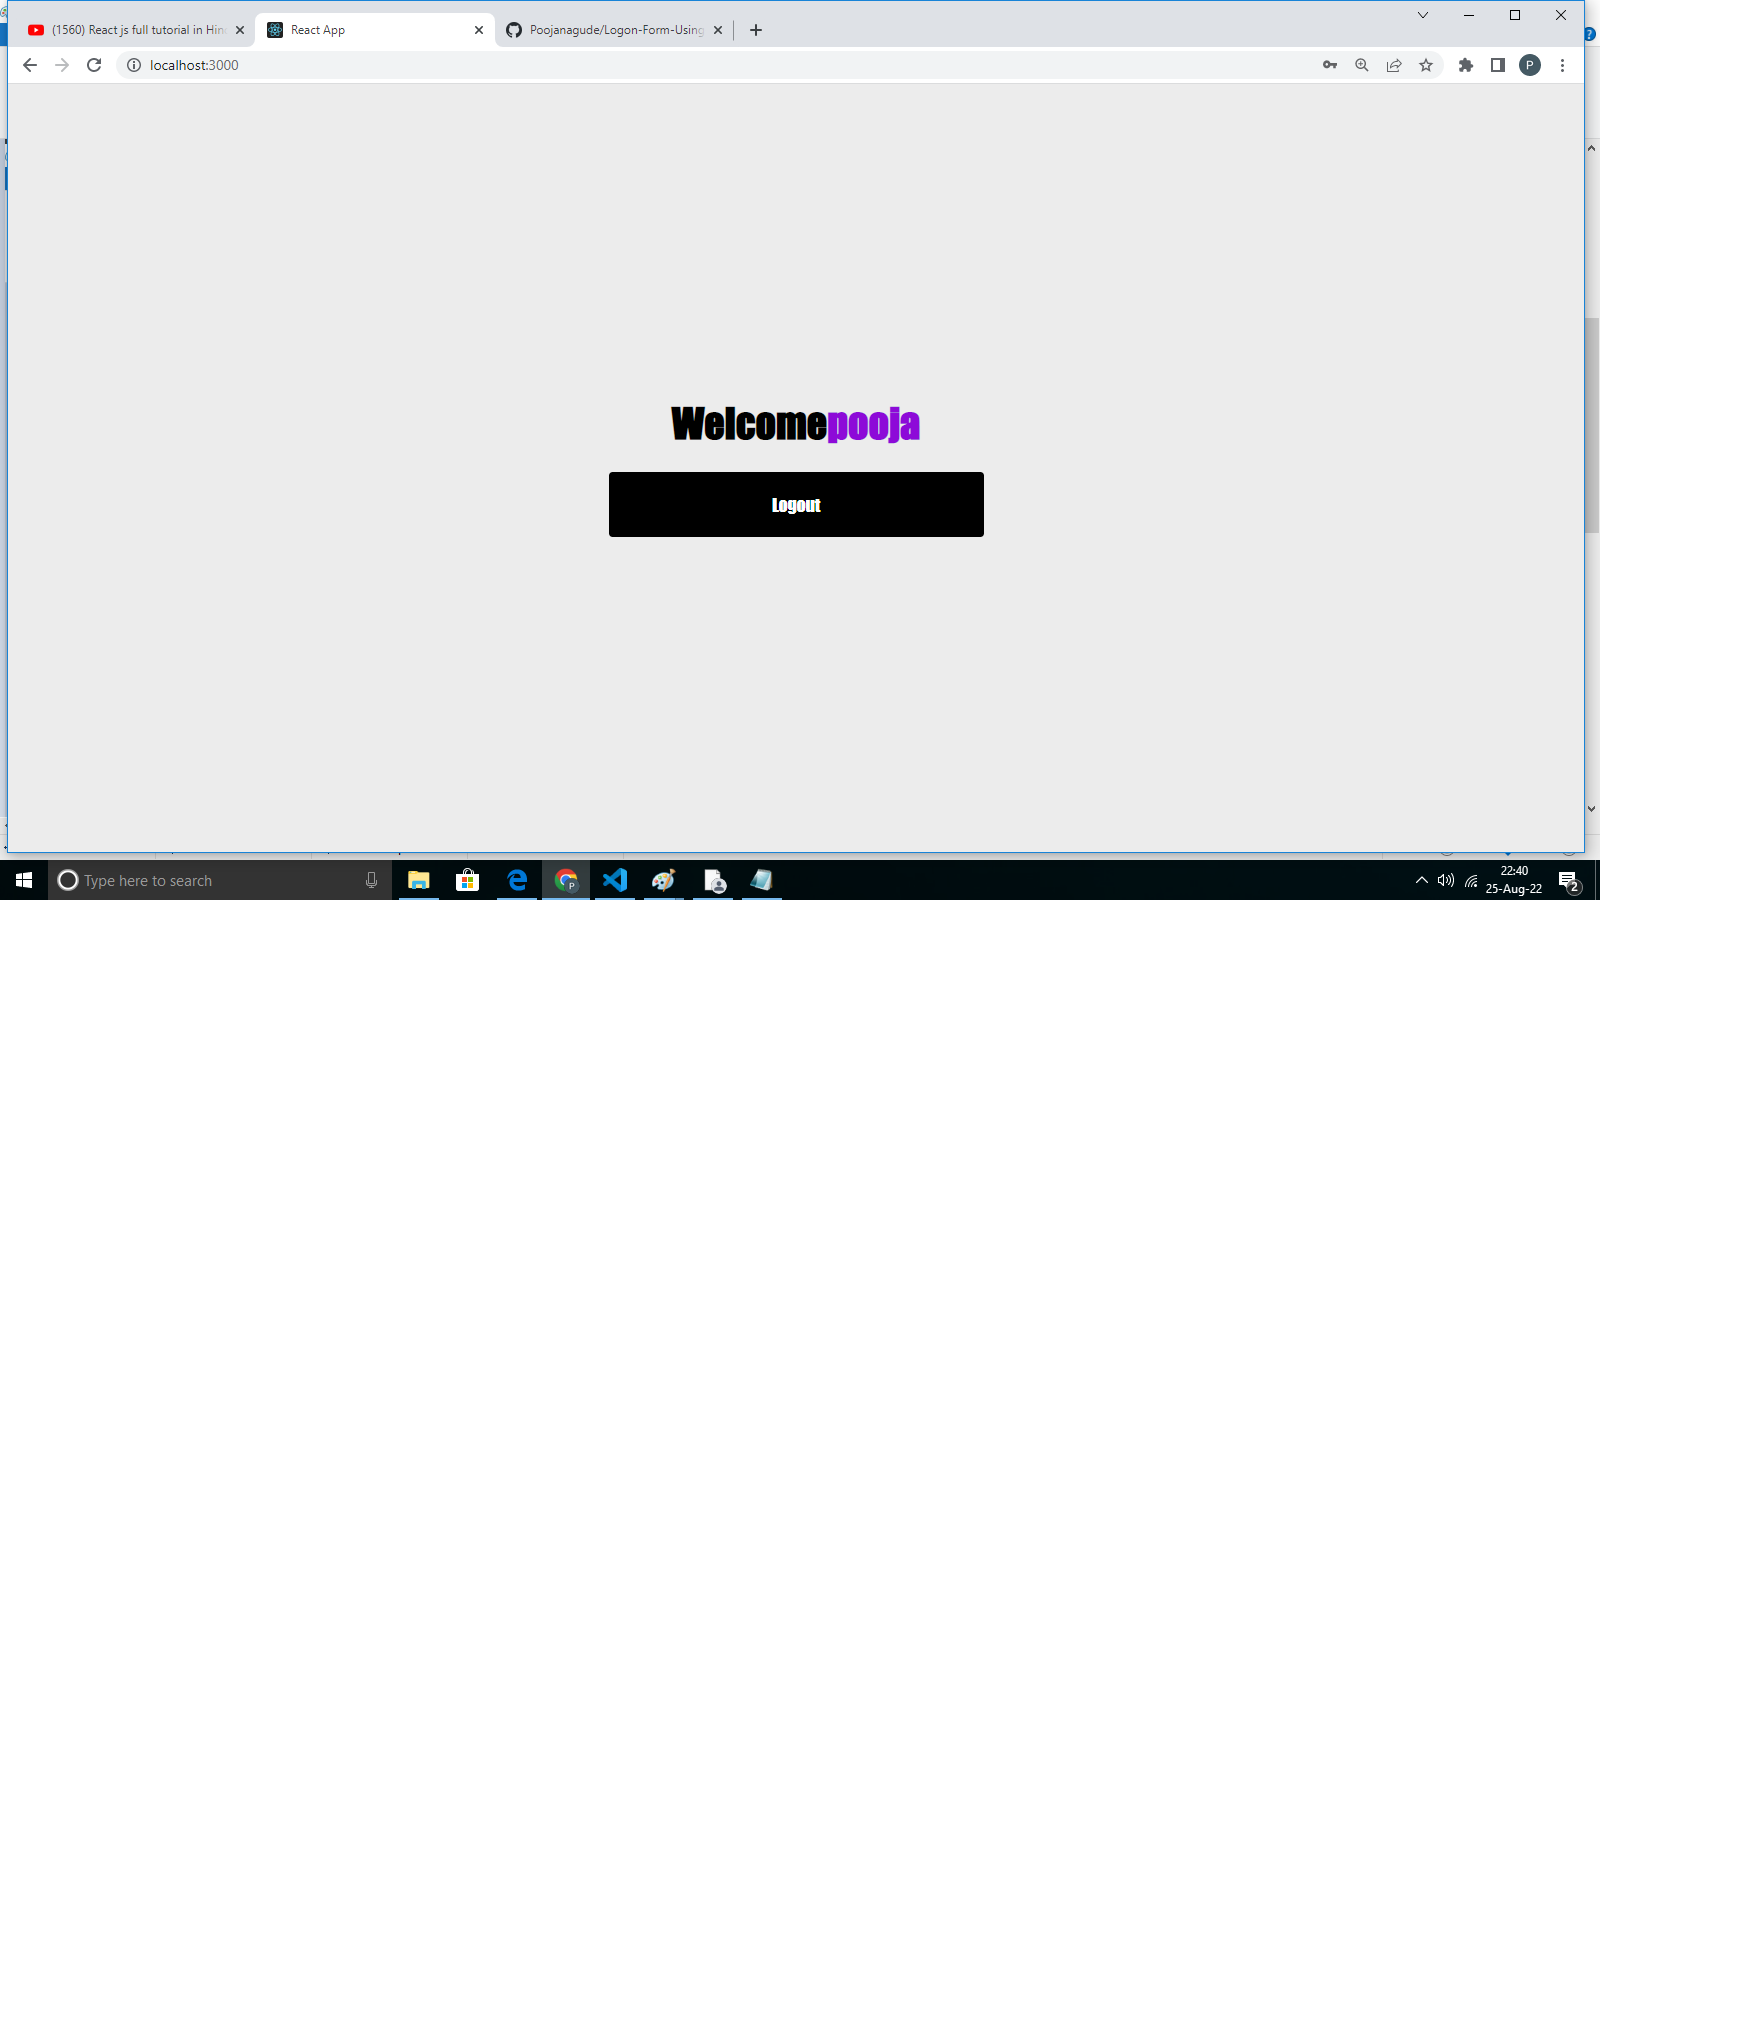 (1560) React js full tutorial in Hin
React App
Poojanagude/Logon-Form-Using
localhost:3000
P
Welcomepooja
Logout
Type here to search
P
22:40
25-Aug-22
2